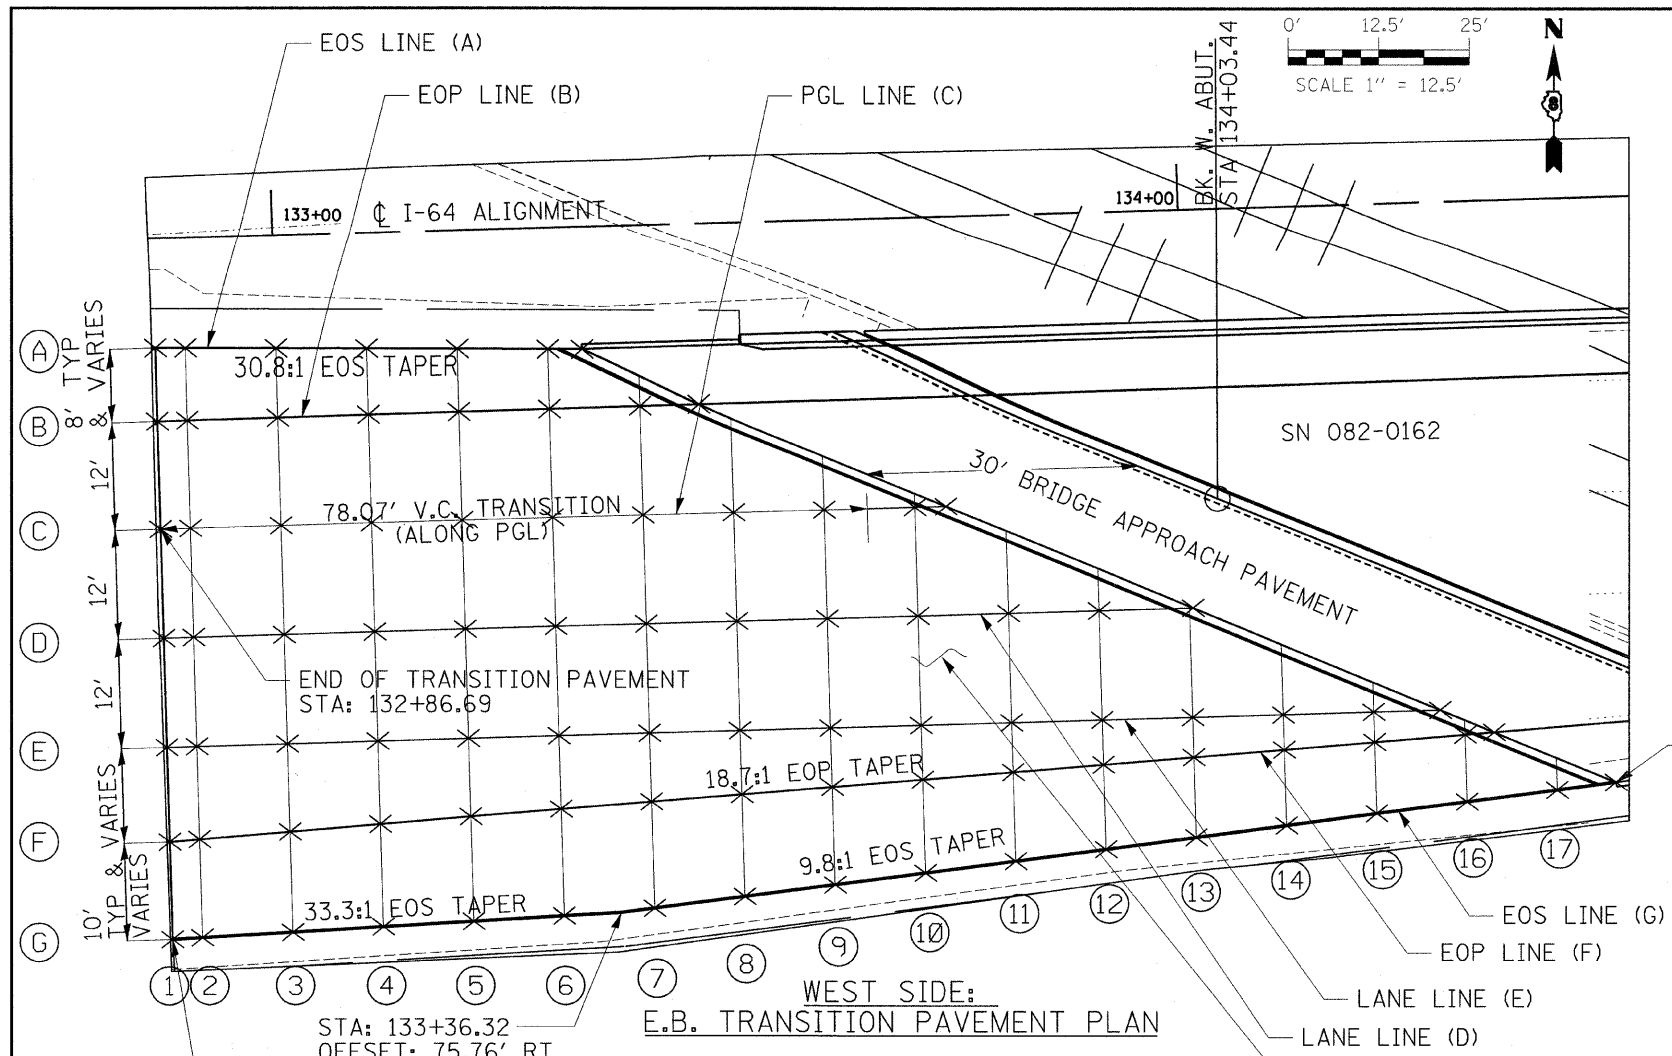 EOS LINE (A)
EOP LINE (B)
PGL LINE (C)
BK. W. ABUT.
STA 134+03.44
0' 12.5' 25'
SCALE 1" = 12.5'
N
8
133+00
℄ I-64 ALIGNMENT
134+00
8'
TYP
& VARIES
A
30.8:1 EOS TAPER
B
SN 082-0162
12'
30' BRIDGE APPROACH PAVEMENT
C
78.07' V.C. TRANSITION
(ALONG PGL)
12'
D
END OF TRANSITION PAVEMENT
STA: 132+86.69
12'
E
18.7:1 EOP TAPER
& VARIES
F
9.8:1 EOS TAPER
10'
TYP & VARIES
33.3:1 EOS TAPER
G
1 2 3 4 5 6 7 8 9 10 11 12 13 14 15 16 17
EOS LINE (G)
EOP LINE (F)
LANE LINE (E)
LANE LINE (D)
WEST SIDE:
E.B. TRANSITION PAVEMENT PLAN
STA: 133+36.32
OFFSET: 75.76' RT